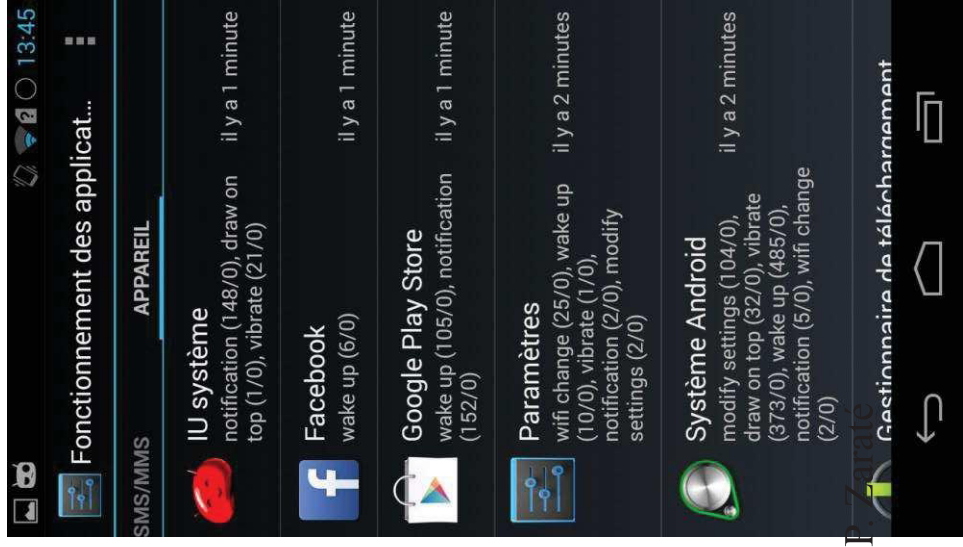 13:45
Fonctionnement des applicat...
SMS/MMS
APPAREIL
IU système
notification (148/0), draw on
top (1/0), vibrate (21/0)
il y a 1 minute
Facebook
wake up (6/0)
il y a 1 minute
Google Play Store
wake up (105/0), notification
(152/0)
il y a 1 minute
Paramètres
wifi change (25/0), wake up
(10/0), vibrate (1/0),
notification (2/0), modify
settings (2/0)
il y a 2 minutes
Système Android
modify settings (104/0),
draw on top (32/0), vibrate
(373/0), wake up (485/0),
notification (5/0), wifi change
(2/0)
il y a 2 minutes
Gestionnaire de téléchargement
P. Zaraté